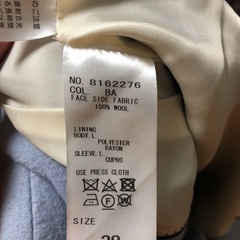 NO. 8162276
COL. BA
FACE SIDE FABRIC
100% WOOL
LINING
BODY.L
POLYESTER
RAYON
SLEEVE.L
CUPRO
USE PRESS CLOTH
SIZE